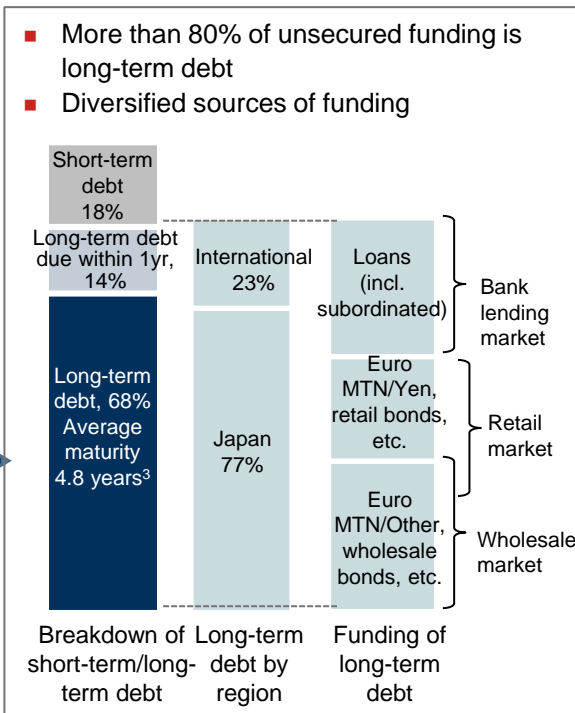 More than 80% of unsecured funding is
long-term debt
Diversified sources of funding
Short-term
debt
18%
Long-term debt
due within 1yr,
14%
Long-term
debt, 68%
Average
maturity
4.8 years3
International
23%
Japan
77%
Loans
(incl.
subordinated)
Euro
MTN/Yen,
retail bonds,
etc.
Euro
MTN/Other,
wholesale
bonds, etc.
Bank
lending
market
Retail
market
Wholesale
market
Breakdown of
short-term/long-
term debt
Long-term
debt by
region
Funding of
long-term
debt